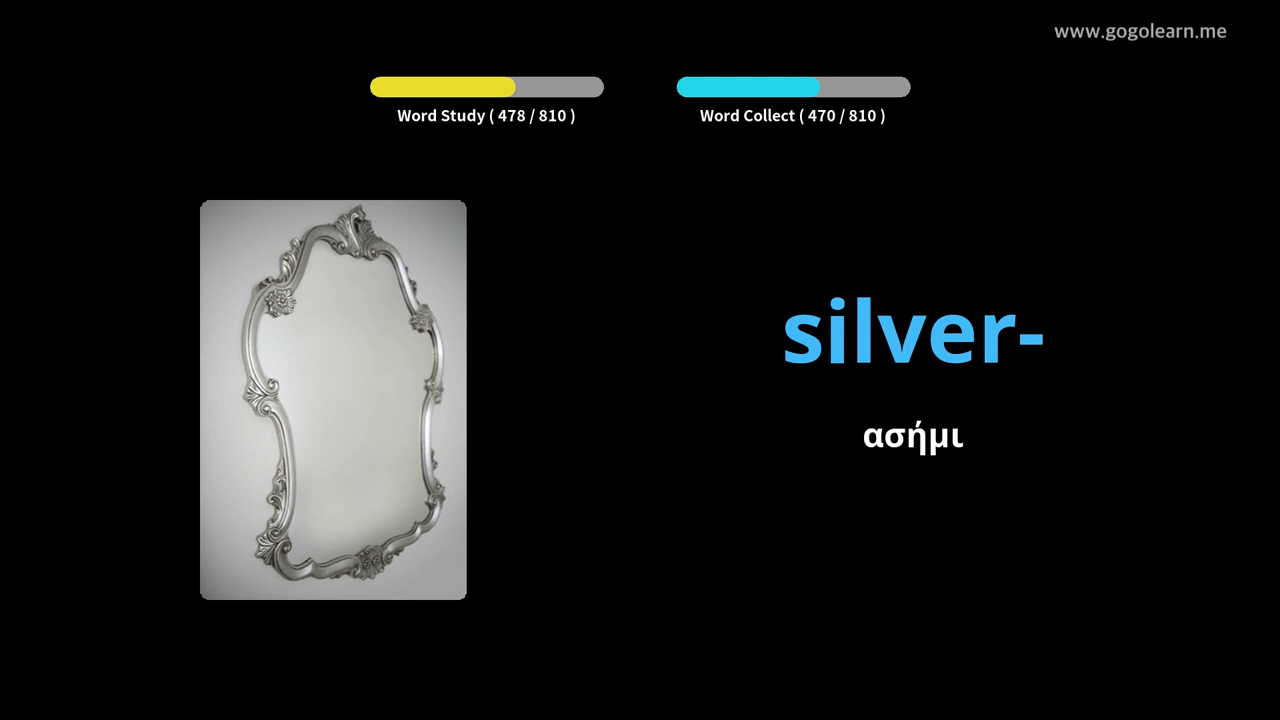 www.gogolearn.me
Word Study ( 478 / 810 )
Word Collect ( 470 / 810 )
silver-
ασήμι